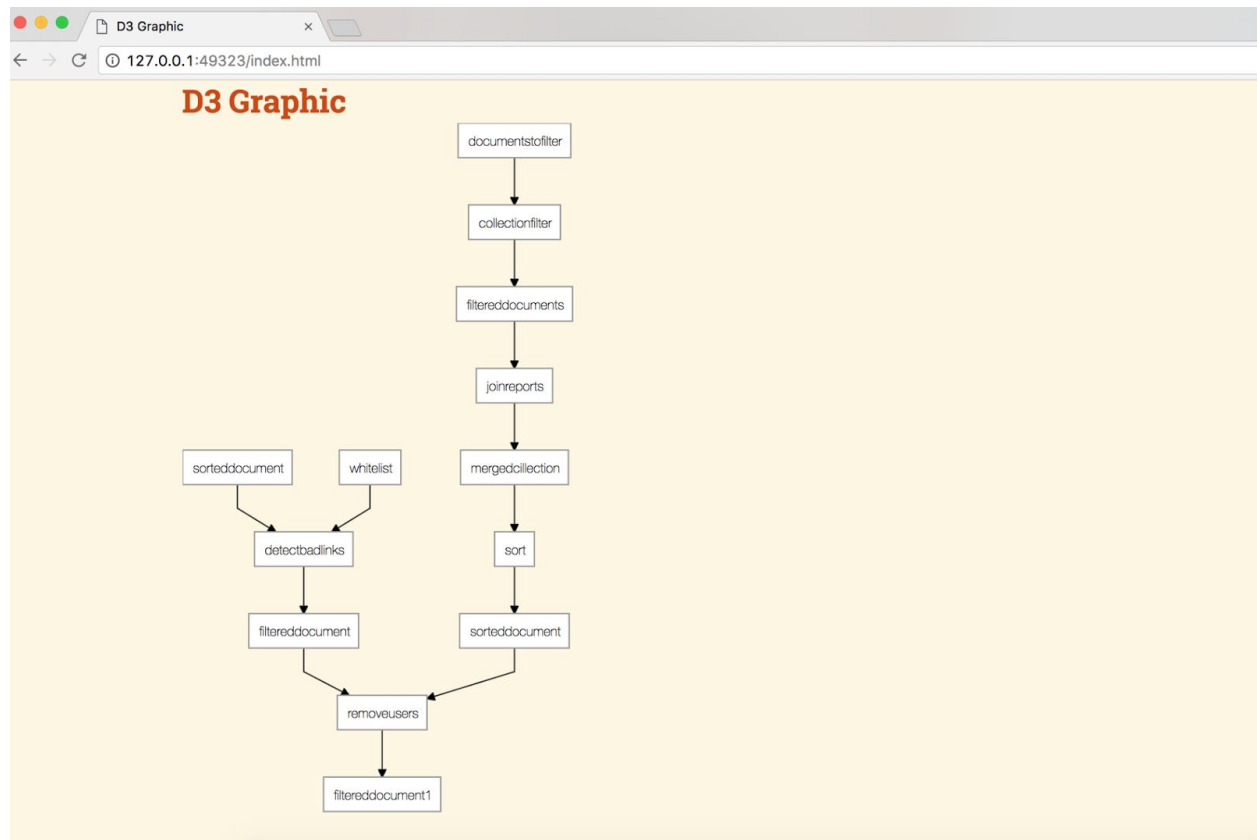 D3 Graphic
127.0.0.1:49323/index.html
D3 Graphic
documentstofilter
collectionfilter
filtereddocuments
joinreports
sorteddocument
whitelist
mergedcillection
detectbadlinks
sort
filtereddocument
sorteddocument
removeusers
filtereddocument1